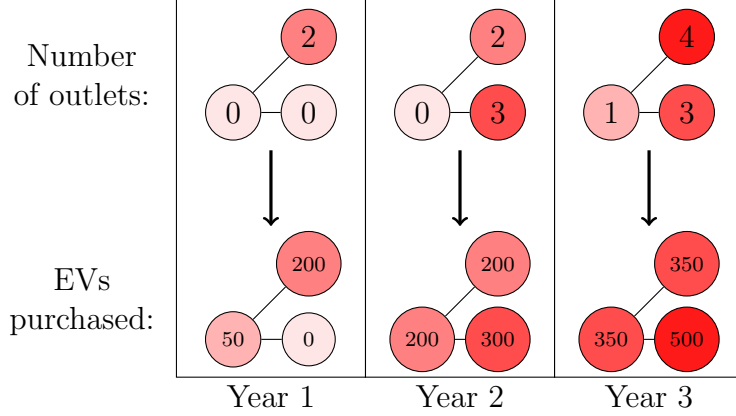 Number
of outlets:
2
0 0
2
0 3
4
1 3
EVs
purchased:
200
50 0
200
200 300
350
350 500
Year 1
Year 2
Year 3